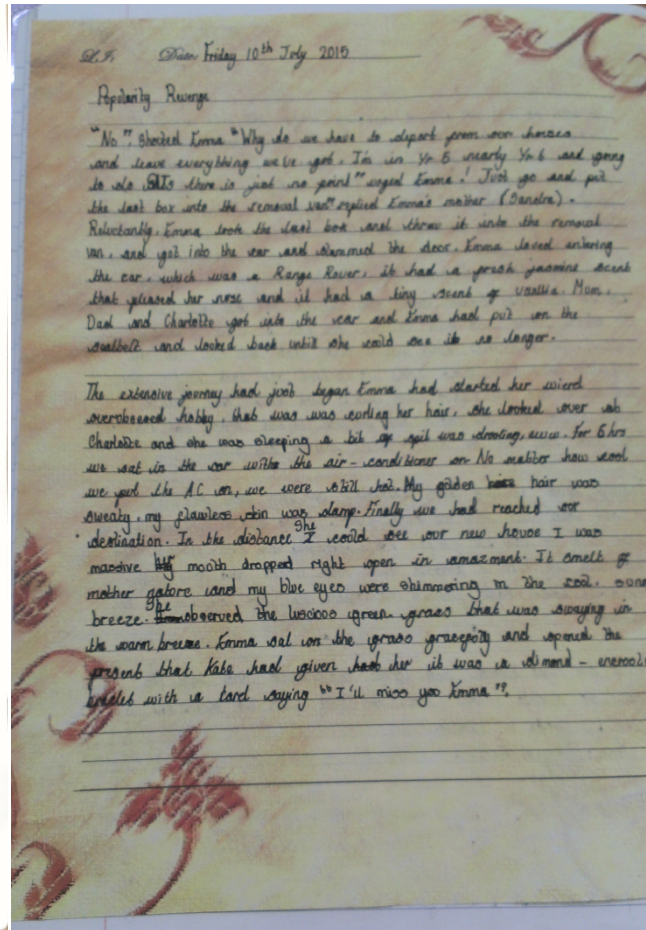 L.I. Date: Friday 10th July 2015
Popularity Revenge
"No", Shouted Emma "Why do we have to depart from our houses
and leave everything we've got. I'm in Yr 5 nearly Yr 6 and going
to do SATs there is just no point" urged Emma! Just go and put
the last box into the removal van" replied Emma's mother (Sandra).
Reluctantly, Emma took the last box and threw it into the removal
van, and got into the car and slammed the door. Emma loved entering
the car, which was a Range Rover, it had a fresh jasmine scent
that pleased her nose and it had a tiny scent of vanillia. Mom,
Dad and Charlotte got into the car and Emma had put on the
seatbelt and looked back until she could see it no longer.
The extensive journey had just began Emma had started her wierd
overobsessed hobby, that was was curling her hair, she looked over at
Charlotte and she was sleeping a bit of spit was drooling, eww. For 6 hrs
we sat in the car withe the air-conditioner on No matter how cool
we put the AC on, we were still hot. My golden hair was
sweaty, my flawless skin was damp. Finally we had reached our
destination. In the distance She could see our new house I was
massive my mouth dropped right open in amazment. It smelt of
mother and my blue eyes were shimmering in the cool
breeze. She observed the luscious green grass that was swaying in
the warm breeze. Emma sat on the grass and opened the
present that Kate had given her it was a dimond -
with a card saying "I'll miss you Emma"?